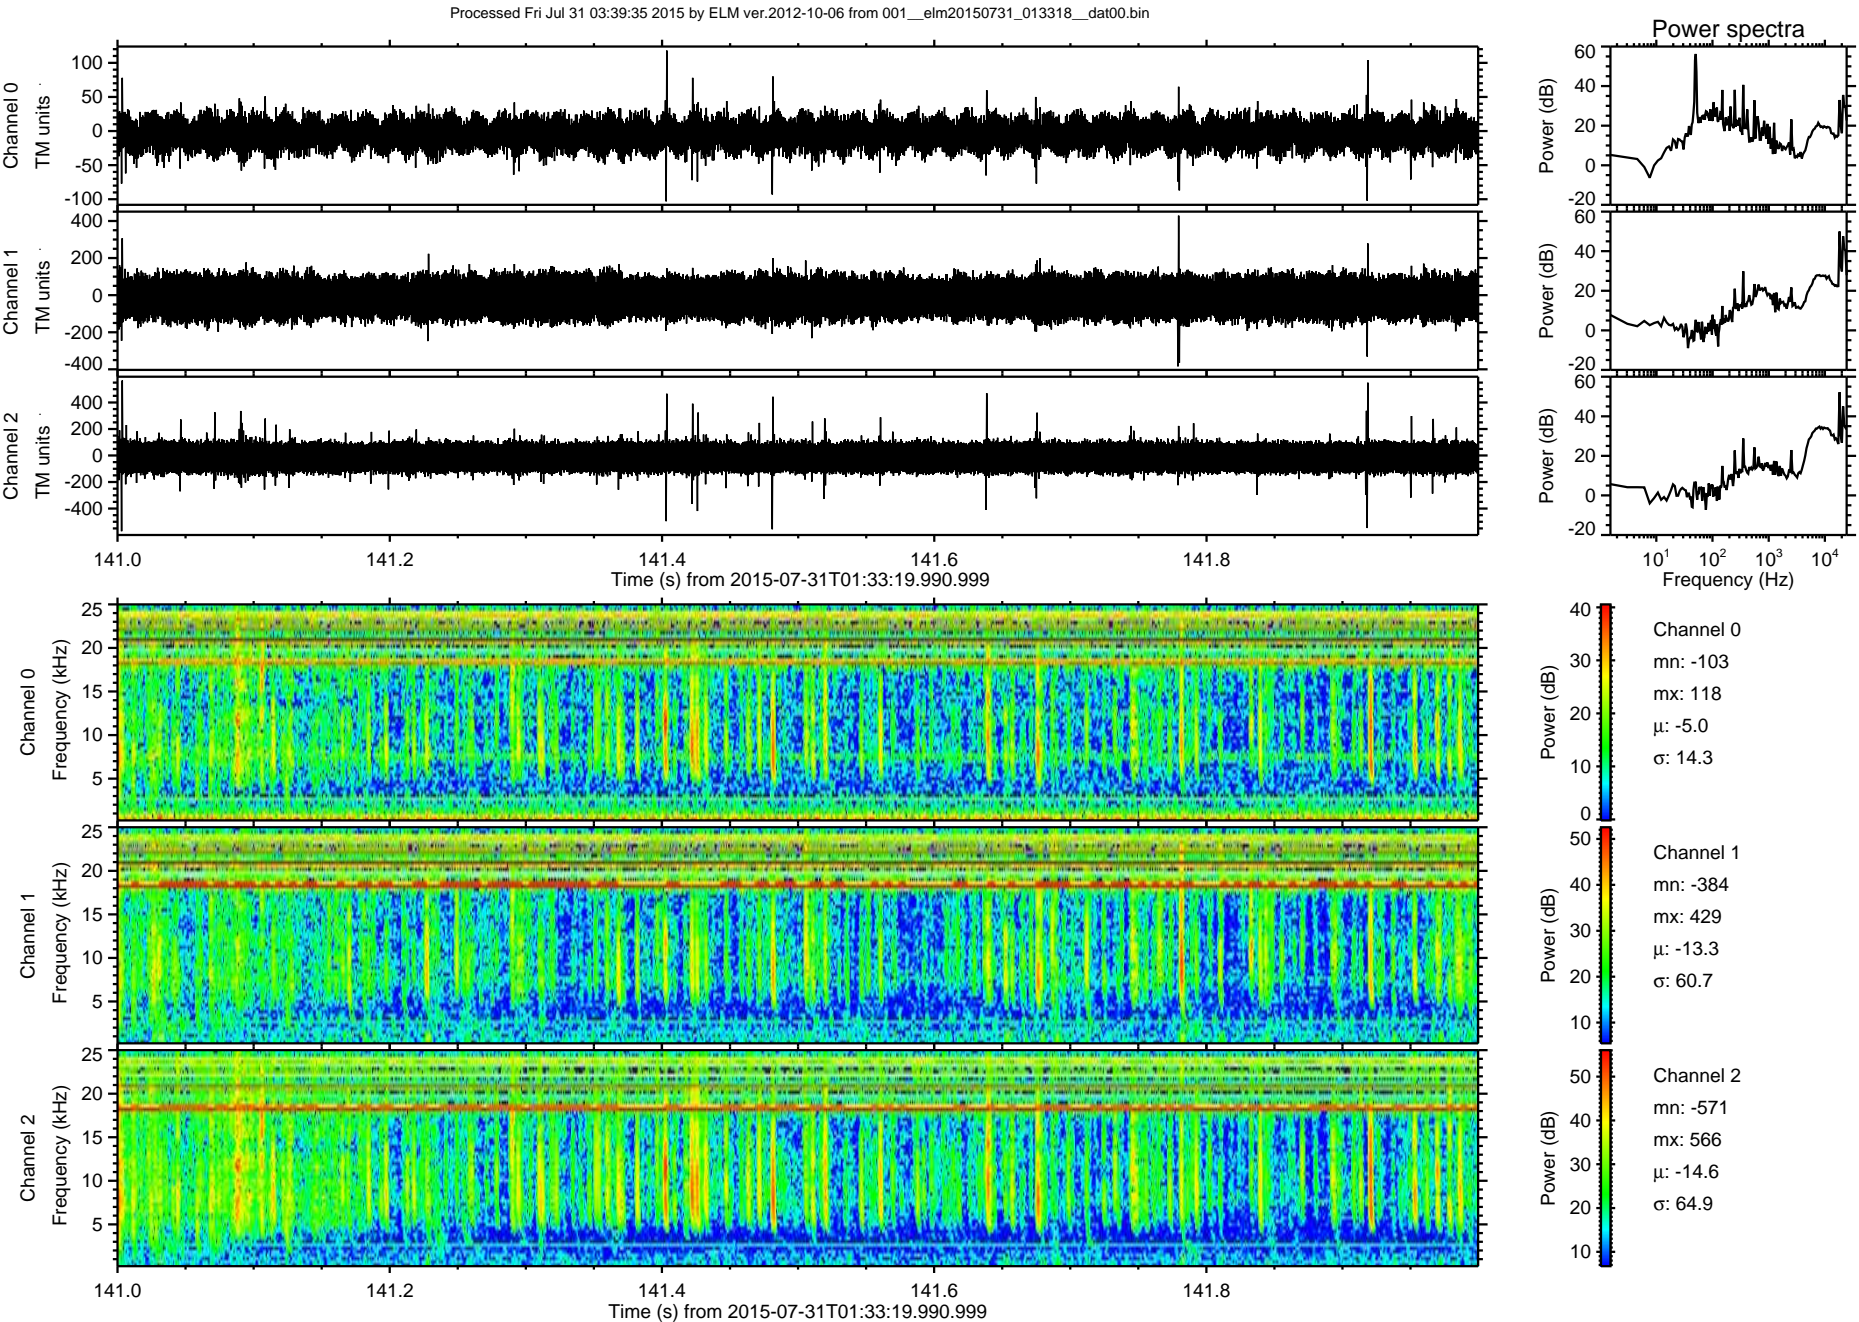 Processed Fri Jul 31 03:39:35 2015 by ELM ver.2012-10-06 from 001__elm20150731_013318__dat00.bin
Power spectra
Channel 0
TM units
100
50
0
-50
-100
Power (dB)
60
40
20
0
-20
Channel 1
TM units
400
200
0
-200
-400
Power (dB)
60
40
20
0
-20
Channel 2
TM units
400
200
0
-200
-400
Power (dB)
60
40
20
0
-20
141.0 141.2 141.4 141.6 141.8
Time (s) from 2015-07-31T01:33:19.990.999
10^1 10^2 10^3 10^4
Frequency (Hz)
Channel 0
Frequency (kHz)
25
20
15
10
5
Power (dB)
40
30
20
10
0
Channel 0
mn: -103
mx: 118
μ: -5.0
σ: 14.3
Channel 1
Frequency (kHz)
25
20
15
10
5
Power (dB)
50
40
30
20
10
Channel 1
mn: -384
mx: 429
μ: -13.3
σ: 60.7
Channel 2
Frequency (kHz)
25
20
15
10
5
Power (dB)
50
40
30
20
10
Channel 2
mn: -571
mx: 566
μ: -14.6
σ: 64.9
141.0 141.2 141.4 141.6 141.8
Time (s) from 2015-07-31T01:33:19.990.999